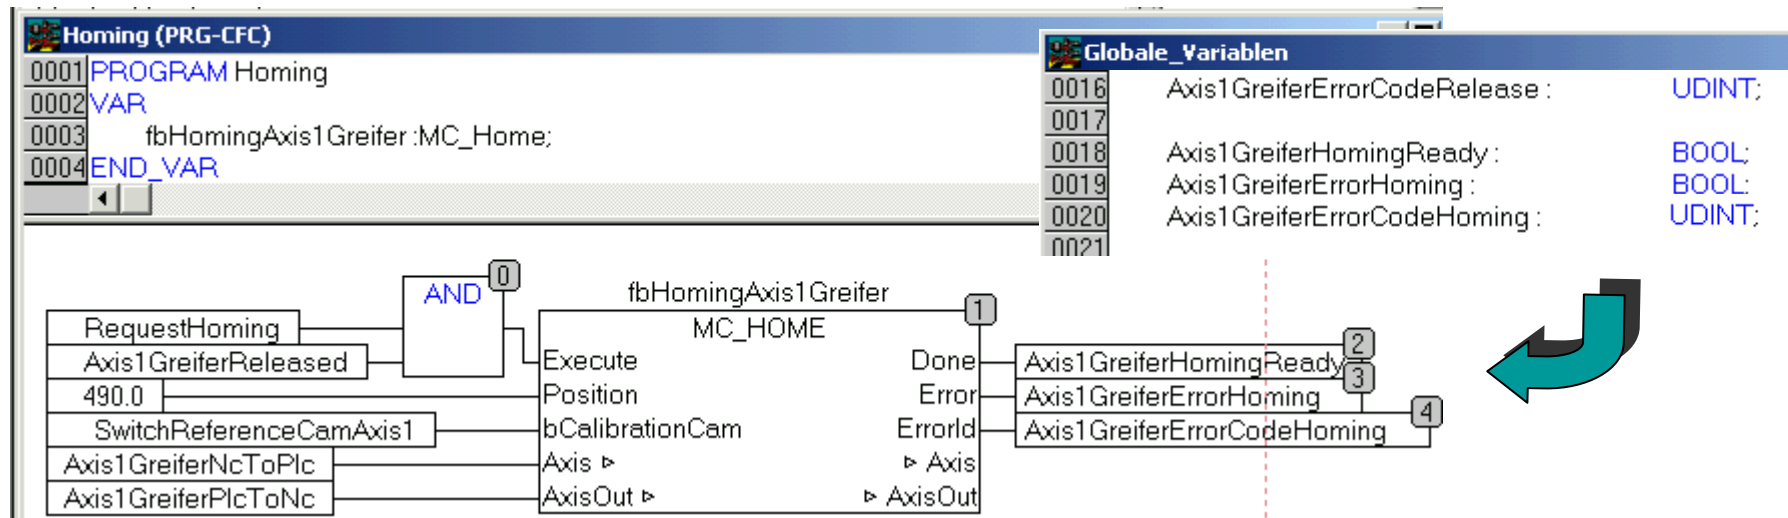 Homing (PRG-CFC)
0001 PROGRAM Homing
0002 VAR
0003 fbHomingAxis1Greifer :MC_Home;
0004 END_VAR
Globale_Variablen
0016 Axis1GreiferErrorCodeRelease : UDINT;
0017
0018 Axis1GreiferHomingReady : BOOL;
0019 Axis1GreiferErrorHoming : BOOL:
0020 Axis1GreiferErrorCodeHoming : UDINT;
0021
AND 0
fbHomingAxis1Greifer 1
MC_HOME
RequestHoming
Axis1GreiferReleased Execute Done Axis1GreiferHomingReady 2
490.0 Position Error Axis1GreiferErrorHoming 3
SwitchReferenceCamAxis1 bCalibrationCam ErrorId Axis1GreiferErrorCodeHoming 4
Axis1GreiferNcToPlc Axis ▹ ▹ Axis
Axis1GreiferPlcToNc AxisOut ▹ ▹ AxisOut